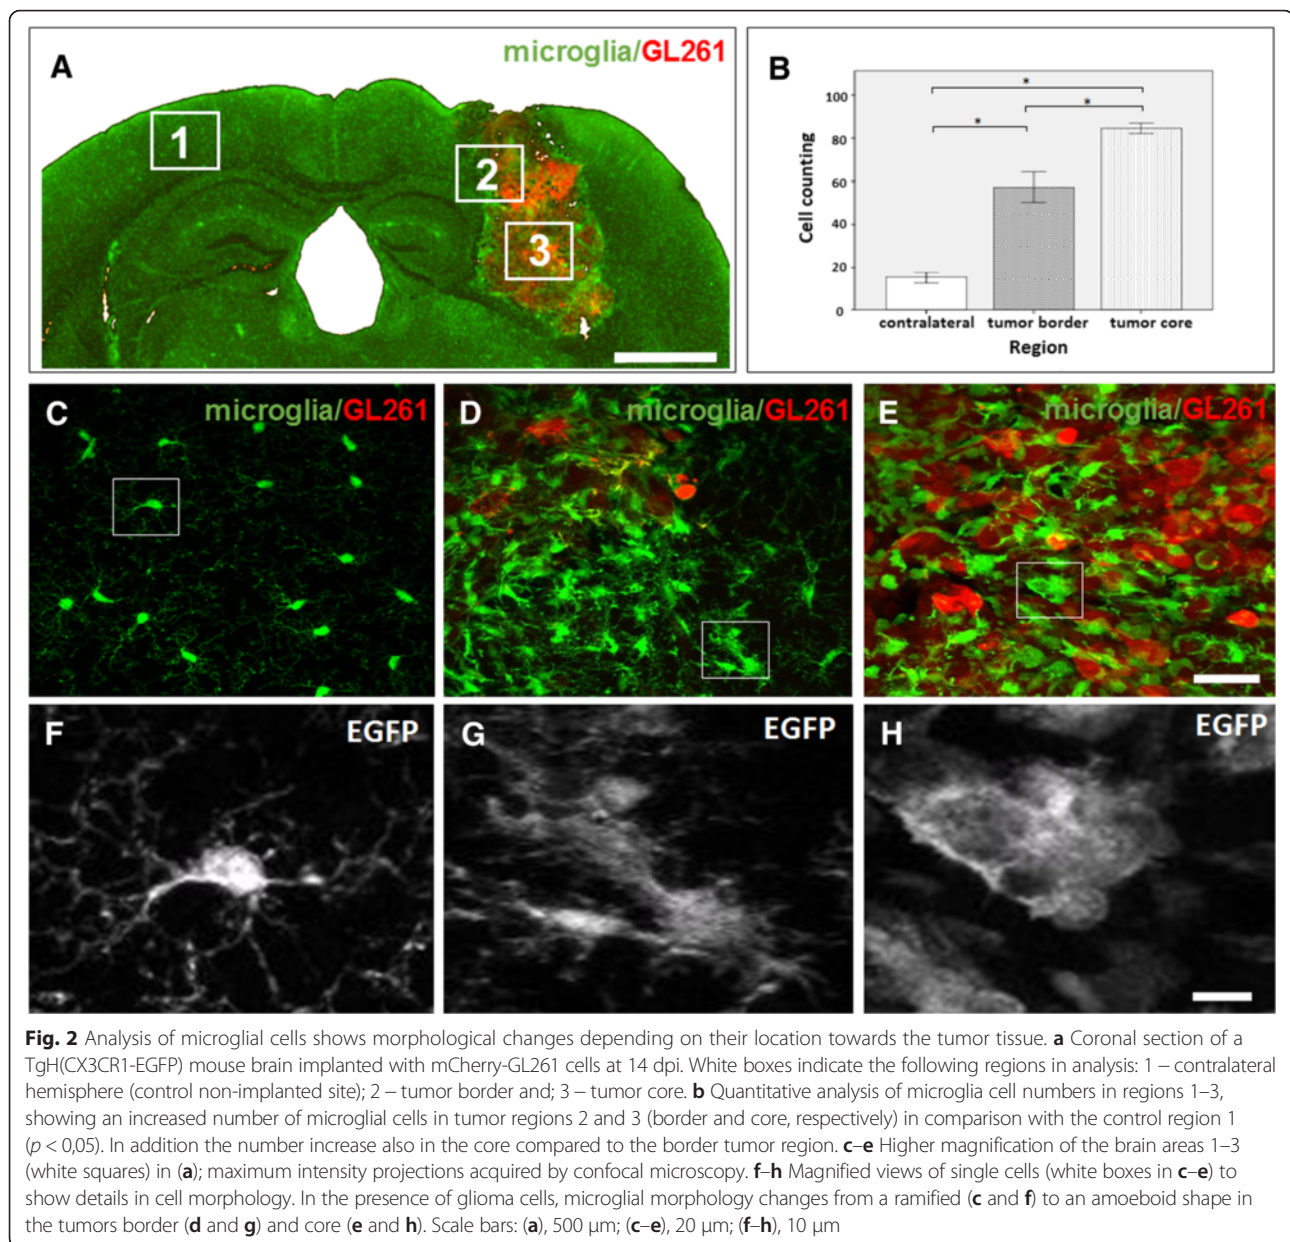 A
microglia/GL261
1
2
3
B
Cell counting
100
80
60
40
20
0
*
*
*
contralateral
tumor border
tumor core
Region
C
microglia/GL261
D
microglia/GL261
E
microglia/GL261
F
EGFP
G
EGFP
H
EGFP
Fig. 2 Analysis of microglial cells shows morphological changes depending on their location towards the tumor tissue. a Coronal section of a
TgH(CX3CR1-EGFP) mouse brain implanted with mCherry-GL261 cells at 14 dpi. White boxes indicate the following regions in analysis: 1 – contralateral
hemisphere (control non-implanted site); 2 – tumor border and; 3 – tumor core. b Quantitative analysis of microglia cell numbers in regions 1–3,
showing an increased number of microglial cells in tumor regions 2 and 3 (border and core, respectively) in comparison with the control region 1
(p < 0,05). In addition the number increase also in the core compared to the border tumor region. c–e Higher magnification of the brain areas 1–3
(white squares) in (a); maximum intensity projections acquired by confocal microscopy. f–h Magnified views of single cells (white boxes in c–e) to
show details in cell morphology. In the presence of glioma cells, microglial morphology changes from a ramified (c and f) to an amoeboid shape in
the tumors border (d and g) and core (e and h). Scale bars: (a), 500 μm; (c–e), 20 μm; (f–h), 10 μm